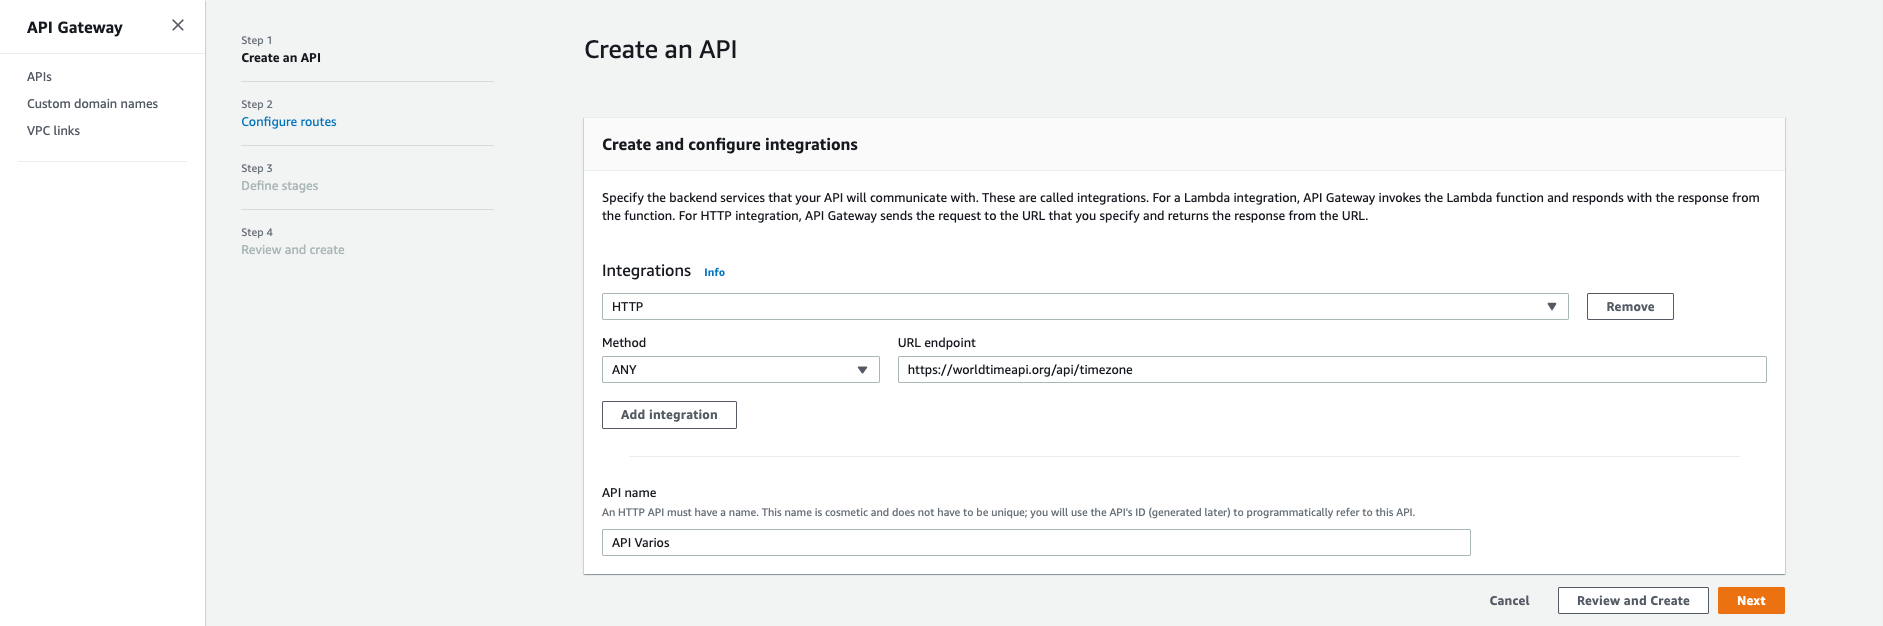 API Gateway
APIs
Custom domain names
VPC links
Step 1
Create an API
Step 2
Configure routes
Step 3
Define stages
Step 4
Review and create
Create an API
Create and configure integrations
Specify the backend services that your API will communicate with. These are called integrations. For a Lambda integration, API Gateway invokes the Lambda function and responds with the response from
the function. For HTTP integration, API Gateway sends the request to the URL that you specify and returns the response from the URL.
Integrations Info
HTTP Remove
Method URL endpoint
ANY https://worldtimeapi.org/api/timezone
Add integration
API name
An HTTP API must have a name. This name is cosmetic and does not have to be unique; you will use the API's ID (generated later) to programmatically refer to this API.
API Varios
Cancel Review and Create Next